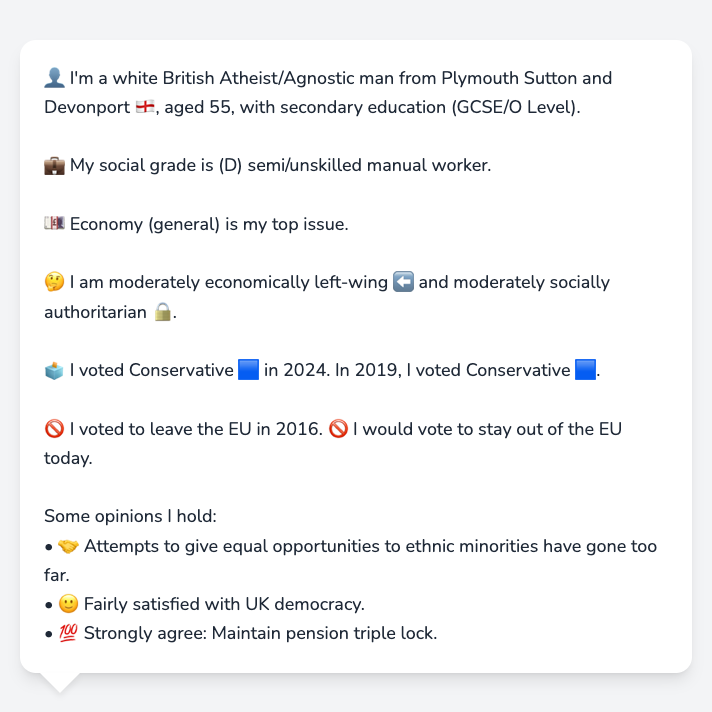 👤 I'm a white British Atheist/Agnostic man from Plymouth Sutton and
Devonport 🏴󠁧󠁢󠁥󠁮󠁧󠁿, aged 55, with secondary education (GCSE/O Level).
💼 My social grade is (D) semi/unskilled manual worker.
💷 Economy (general) is my top issue.
🤔 I am moderately economically left-wing ⬅️ and moderately socially
authoritarian 🔒.
🗳️ I voted Conservative 🟦 in 2024. In 2019, I voted Conservative 🟦.
🚫 I voted to leave the EU in 2016. 🚫 I would vote to stay out of the EU
today.
Some opinions I hold:
• 🤝 Attempts to give equal opportunities to ethnic minorities have gone too
far.
• 🙂 Fairly satisfied with UK democracy.
• 💯 Strongly agree: Maintain pension triple lock.